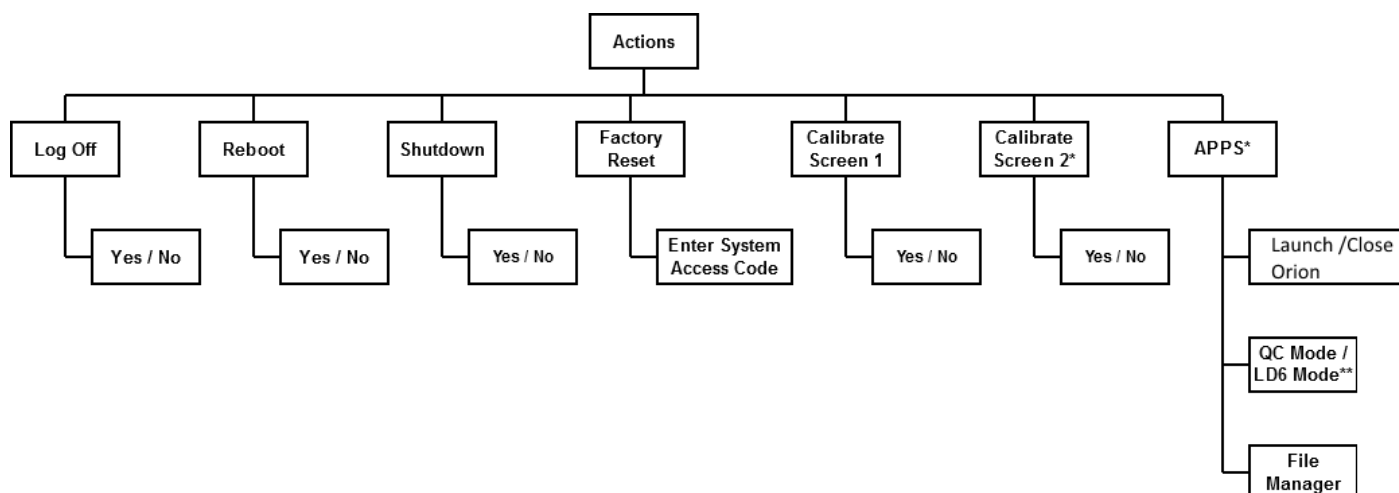 Actions
Log Off
Reboot
Shutdown
Factory
Reset
Calibrate
Screen 1
Calibrate
Screen 2*
APPS*
Yes / No
Yes / No
Yes / No
Enter System
Access Code
Yes / No
Yes / No
Launch /Close
Orion
QC Mode /
LD6 Mode**
File
Manager